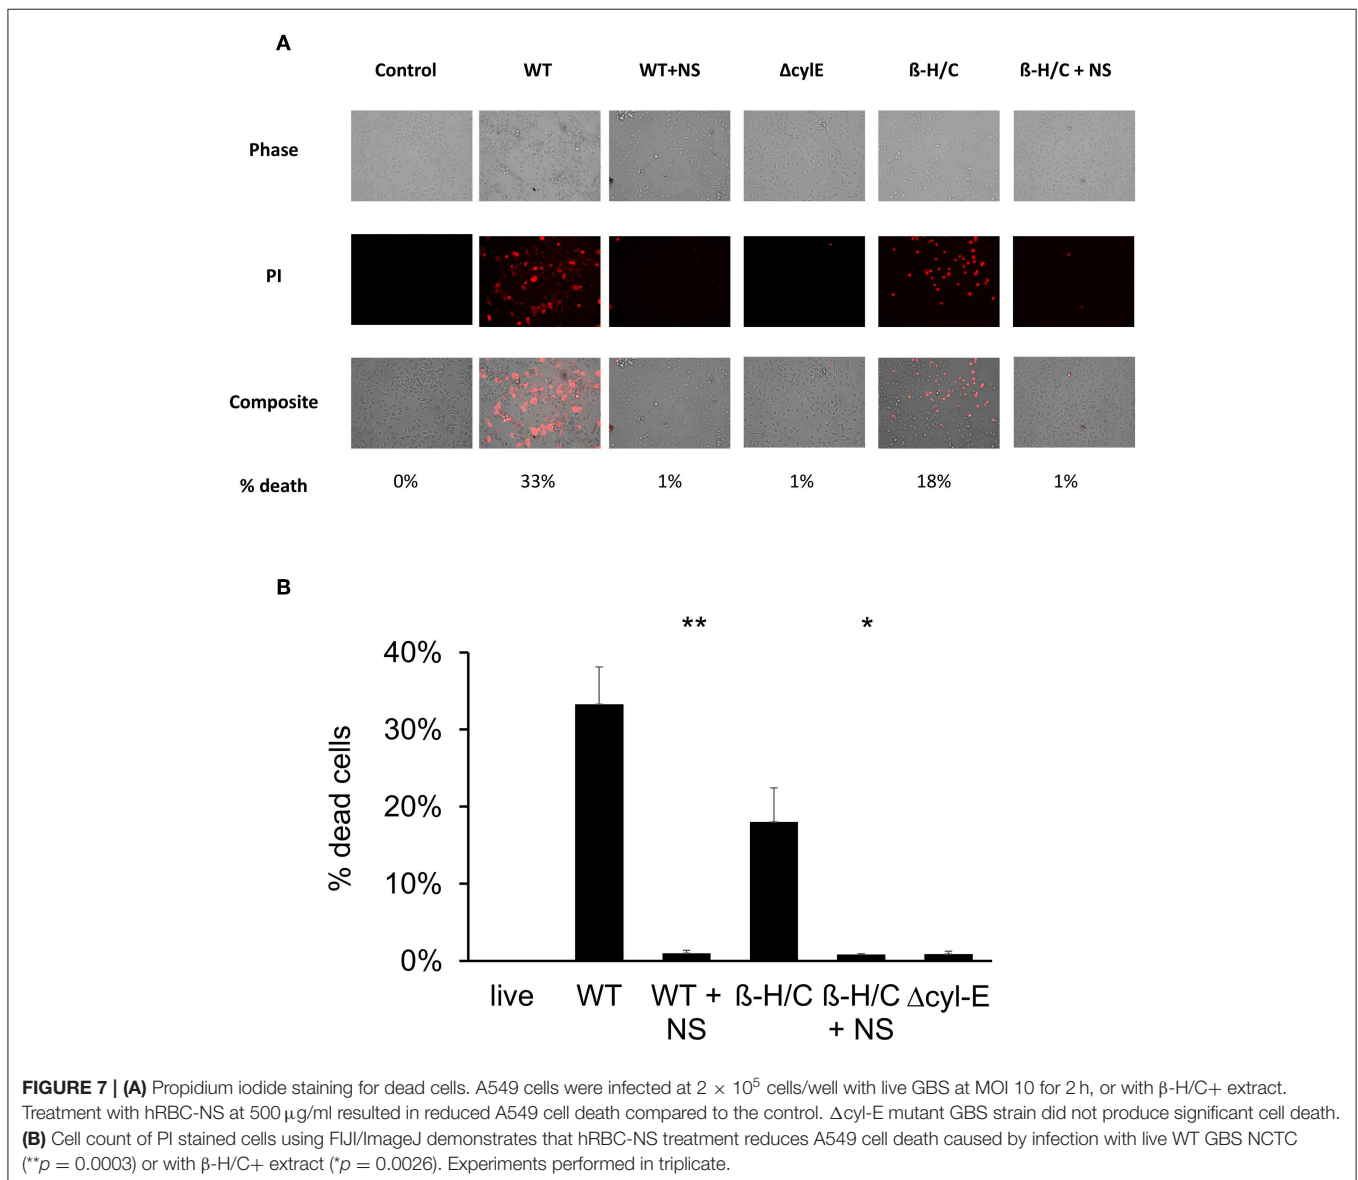 A
Control WT WT+NS ΔcylE ß-H/C ß-H/C + NS
Phase
PI
Composite
% death 0% 33% 1% 1% 18% 1%
B
** *
40%
30%
20%
10%
0%
% dead cells
live WT WT + NS ß-H/C ß-H/C + NS Δcyl-E
FIGURE 7 | (A) Propidium iodide staining for dead cells. A549 cells were infected at 2 × 10⁵ cells/well with live GBS at MOI 10 for 2 h, or with β-H/C+ extract.
Treatment with hRBC-NS at 500 μg/ml resulted in reduced A549 cell death compared to the control. Δcyl-E mutant GBS strain did not produce significant cell death.
(B) Cell count of PI stained cells using FIJI/ImageJ demonstrates that hRBC-NS treatment reduces A549 cell death caused by infection with live WT GBS NCTC
(**p = 0.0003) or with β-H/C+ extract (*p = 0.0026). Experiments performed in triplicate.